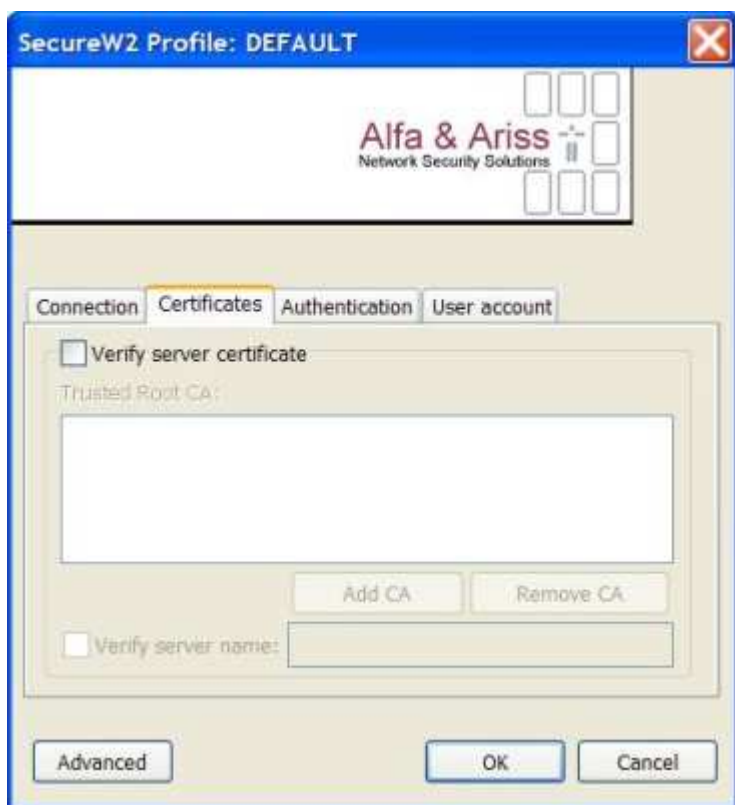 SecureW2 Profile: DEFAULT
Alfa & Ariss
Network Security Solutions
Connection Certificates Authentication User account
Verify server certificate
Trusted Root CA:
Add CA Remove CA
Verify server name:
Advanced OK Cancel